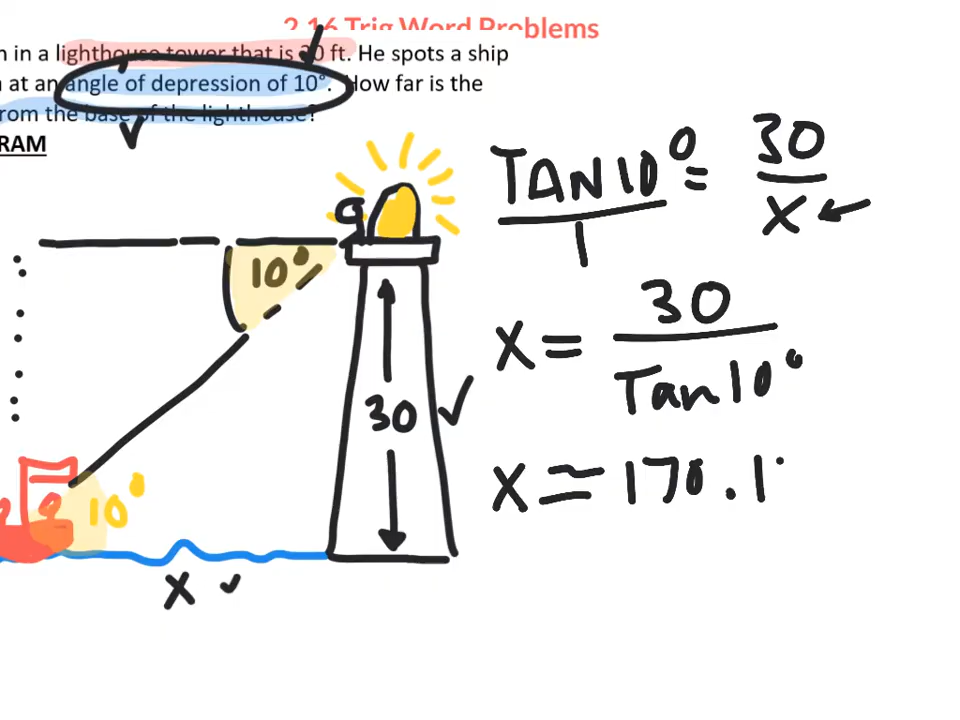 2.16 Trig Word Problems
in a lighthouse tower that is 30 ft. He spots a ship
at an angle of depression of 10°. How far is the
from the base of the lighthouse?
RAM
TAN10° = 30
1 X
10°
X = 30
Tan10°
30
X ≈ 170.1
10°
X